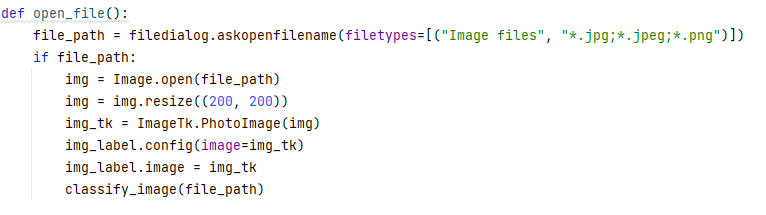 def open_file():
    file_path = filedialog.askopenfilename(filetypes=[("Image files", "*.jpg;*.jpeg;*.png")])
    if file_path:
        img = Image.open(file_path)
        img = img.resize((200, 200))
        img_tk = ImageTk.PhotoImage(img)
        img_label.config(image=img_tk)
        img_label.image = img_tk
        classify_image(file_path)